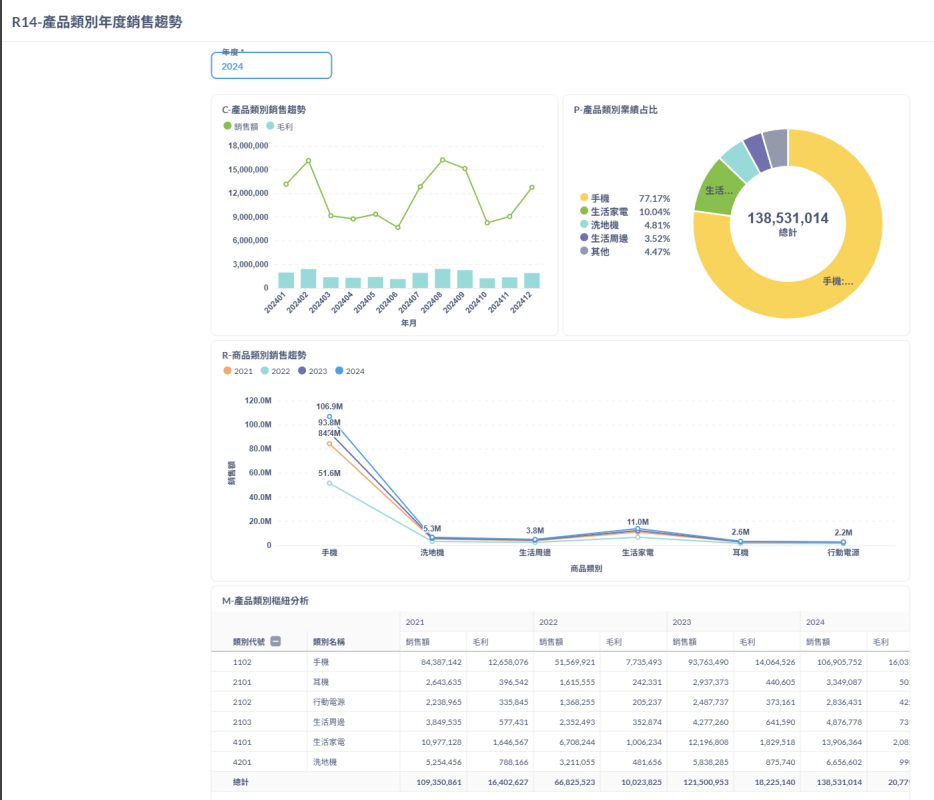 R14-產品類別年度銷售趨勢
年度 *
2024
C-產品類別銷售趨勢
銷售額 毛利
18,000,000
15,000,000
12,000,000
9,000,000
6,000,000
3,000,000
0
202401 202402 202403 202404 202405 202406 202407 202408 202409 202410 202411 202412
年月
P-產品類別業績占比
手機 77.17%
生活家電 10.04%
洗地機 4.81%
生活周邊 3.52%
其他 4.47%
生活...
138,531,014
總計
手機:...
R-商品類別銷售趨勢
2021 2022 2023 2024
銷售額
120.0M
100.0M
80.0M
60.0M
40.0M
20.0M
0
106.9M
93.8M
84.4M
51.6M
5.3M
3.8M
11.0M
2.6M
2.2M
手機 洗地機 生活周邊 生活家電 耳機 行動電源
商品類別
M-產品類別樞紐分析
2021 2022 2023 2024
類別代號 類別名稱 銷售額 毛利 銷售額 毛利 銷售額 毛利 銷售額 毛利
1102 手機 84,387,142 12,658,076 51,569,921 7,735,493 93,763,490 14,064,526 106,905,752 16,03
2101 耳機 2,643,635 396,542 1,615,555 242,331 2,937,373 440,605 3,349,087 50
2102 行動電源 2,238,965 335,845 1,368,255 205,237 2,487,737 373,161 2,836,431 42
2103 生活周邊 3,849,535 577,431 2,352,493 352,874 4,277,260 641,590 4,876,778 73
4101 生活家電 10,977,128 1,646,567 6,708,244 1,006,234 12,196,808 1,829,518 13,906,364 2,08
4201 洗地機 5,254,456 788,166 3,211,055 481,656 5,838,285 875,740 6,656,602 99
總計 109,350,861 16,402,627 66,825,523 10,023,825 121,500,953 18,225,140 138,531,014 20,77